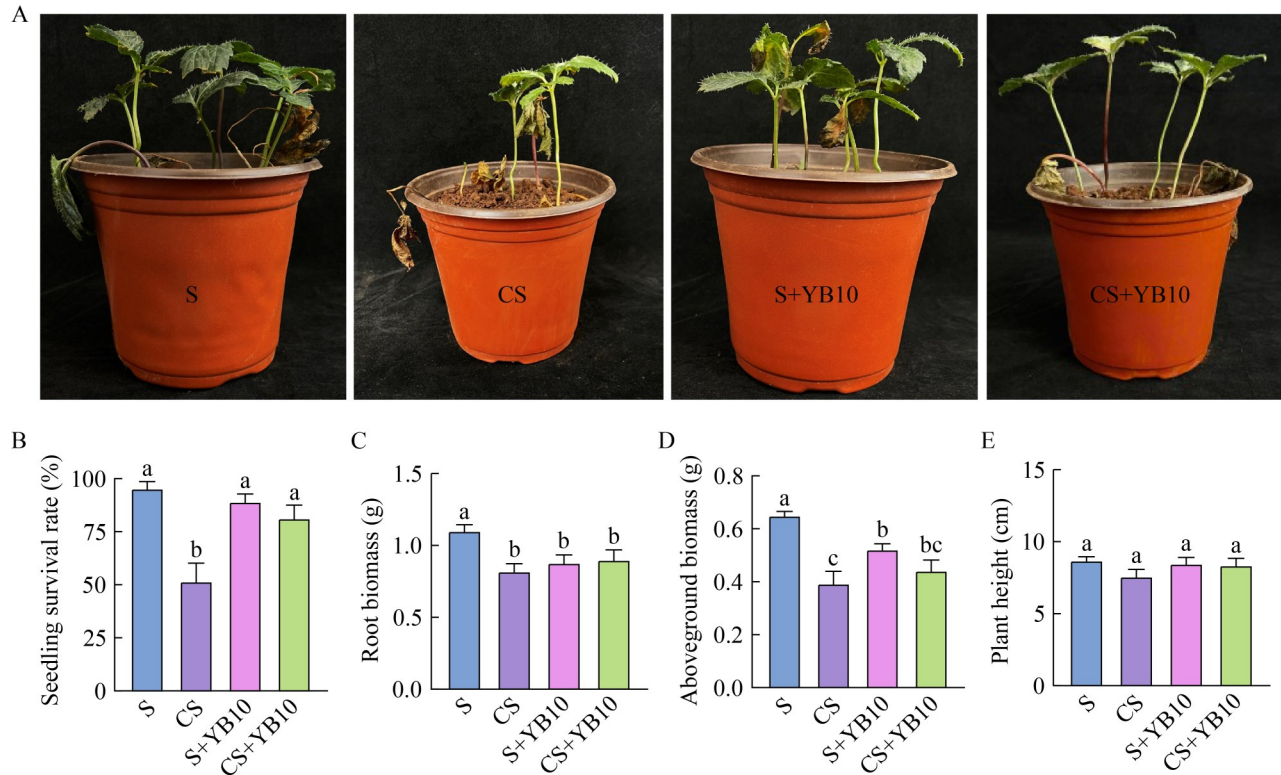 A
S
CS
S+YB10
CS+YB10
B
Seedling survival rate (%)
100
75
50
25
0
a
b
a
a
S
CS
S+YB10
CS+YB10
C
Root biomass (g)
1.5
1.0
0.5
0.0
a
b
b
b
S
CS
S+YB10
CS+YB10
D
Aboveground biomass (g)
0.8
0.6
0.4
0.4
0.0
a
c
b
bc
S
CS
S+YB10
CS+YB10
E
Plant height (cm)
15
10
5
0
a
a
a
a
S
CS
S+YB10
CS+YB10